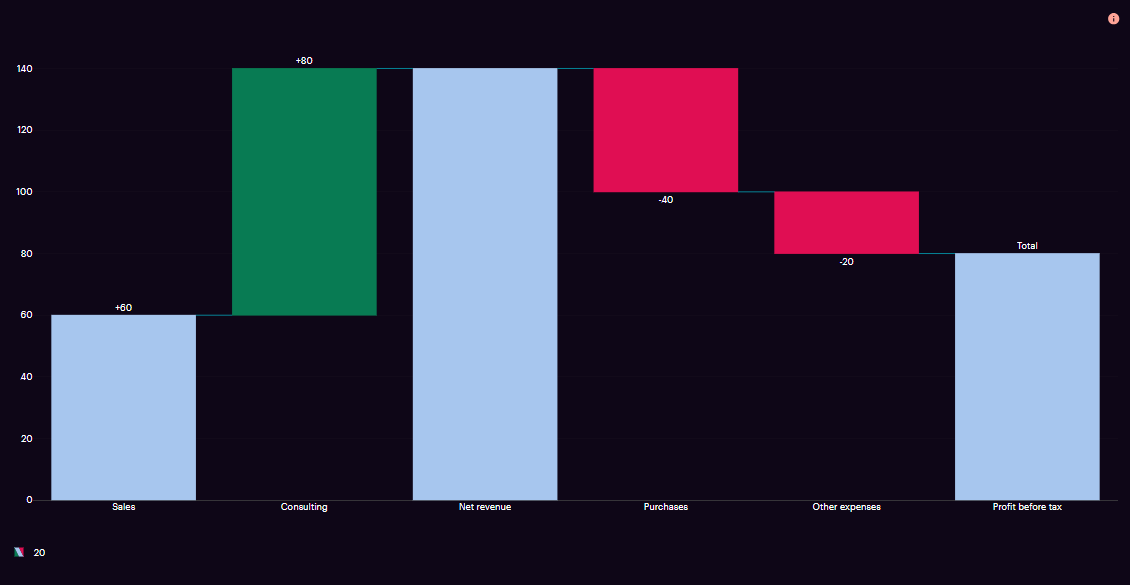 +80
140
120
100
-40
80
Total
-20
60
+60
40
20
0
Sales
Consulting
Net revenue
Purchases
Other expenses
Profit before tax
20